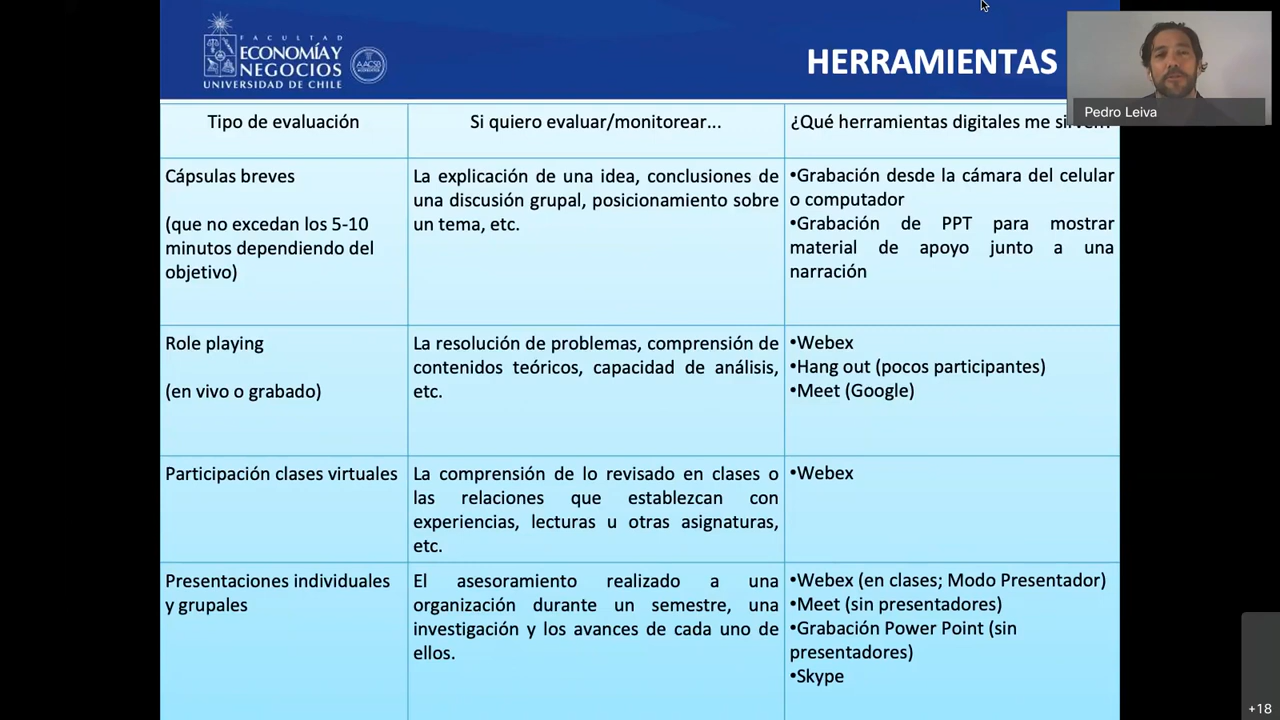 FACULTAD
ECONOMÍA Y
NEGOCIOS
UNIVERSIDAD DE CHILE
AACSB
ACCREDITED
HERRAMIENTAS
Pedro Leiva
Tipo de evaluación
Si quiero evaluar/monitorear...
¿Qué herramientas digitales me sirven?
Cápsulas breves
(que no excedan los 5-10
minutos dependiendo del
objetivo)
La explicación de una idea, conclusiones de
una discusión grupal, posicionamiento sobre
un tema, etc.
•Grabación desde la cámara del celular
o computador
•Grabación de PPT para mostrar
material de apoyo junto a una
narración
Role playing
(en vivo o grabado)
La resolución de problemas, comprensión de
contenidos teóricos, capacidad de análisis,
etc.
•Webex
•Hang out (pocos participantes)
•Meet (Google)
Participación clases virtuales
La comprensión de lo revisado en clases o
las relaciones que establezcan con
experiencias, lecturas u otras asignaturas,
etc.
•Webex
Presentaciones individuales
y grupales
El asesoramiento realizado a una
organización durante un semestre, una
investigación y los avances de cada uno de
ellos.
•Webex (en clases; Modo Presentador)
•Meet (sin presentadores)
•Grabación Power Point (sin
presentadores)
•Skype
+18